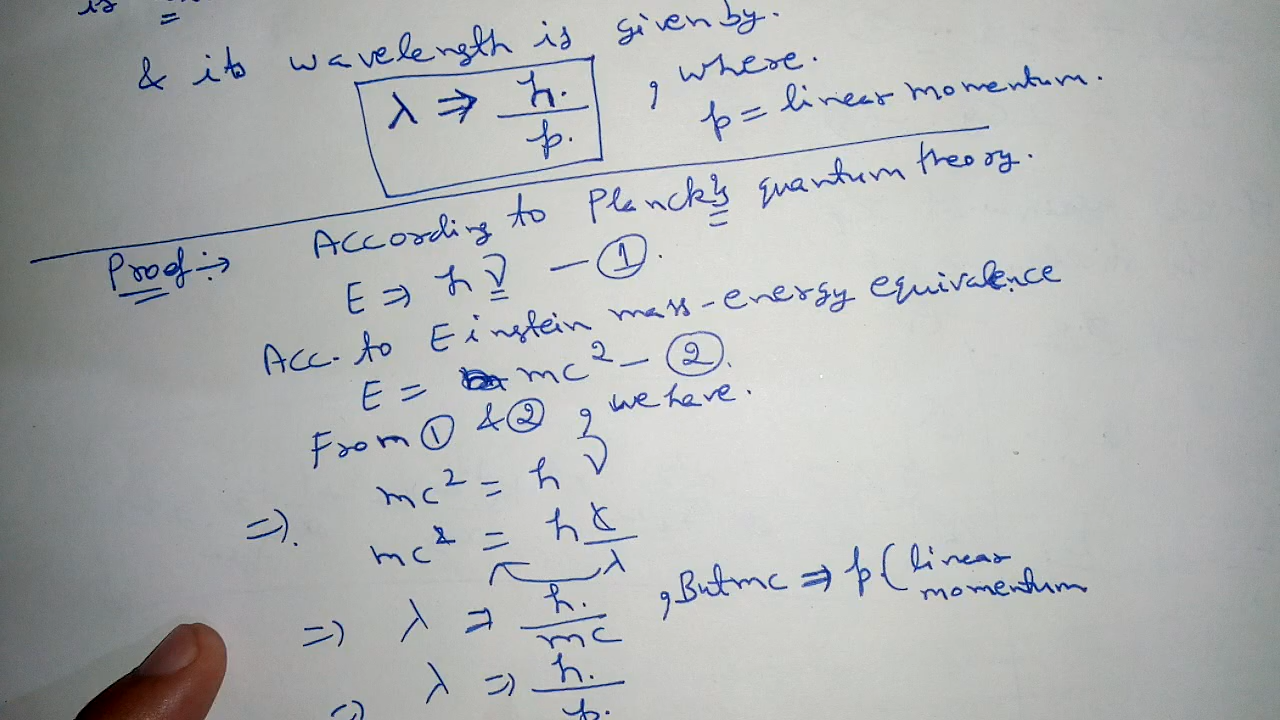 is
& its wavelength is given by.
λ ⇒ h. / p. , where.
p = linear momentum.
Proof:→ According to Planck's quantum theory.
E ⇒ hν — ①.
Acc. to Einstein mass-energy equivalence
E = mc² — ②.
From ① & ② , we have.
mc² = hν
⇒). mc² = hc / λ
⇒) λ ⇒ h. / mc , But mc ⇒ p (linear momentum
⇒) λ ⇒) h. / p.